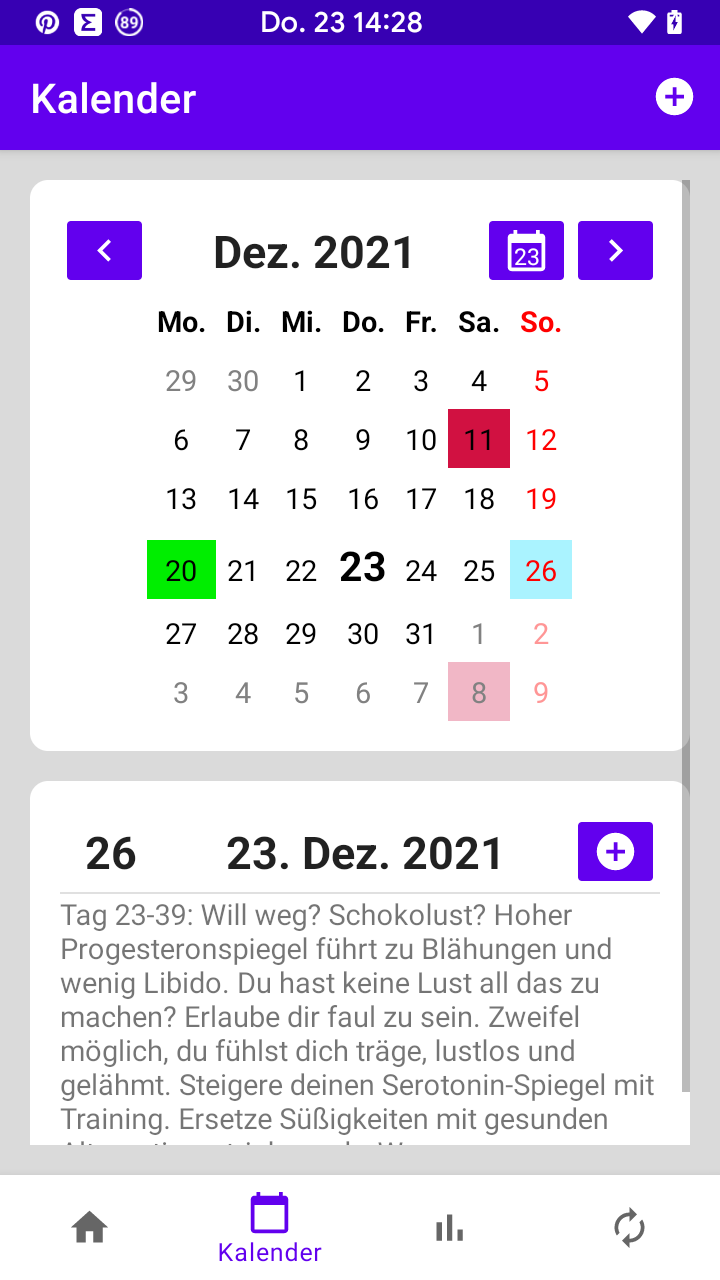 89 Do. 23 14:28
Kalender
Dez. 2021 23
Mo. Di. Mi. Do. Fr. Sa. So.
29 30 1 2 3 4 5
6 7 8 9 10 11 12
13 14 15 16 17 18 19
20 21 22 23 24 25 26
27 28 29 30 31 1 2
3 4 5 6 7 8 9
26 23. Dez. 2021
Tag 23-39: Will weg? Schokolust? Hoher
Progesteronspiegel führt zu Blähungen und
wenig Libido. Du hast keine Lust all das zu
machen? Erlaube dir faul zu sein. Zweifel
möglich, du fühlst dich träge, lustlos und
gelähmt. Steigere deinen Serotonin-Spiegel mit
Training. Ersetze Süßigkeiten mit gesunden
Kalender